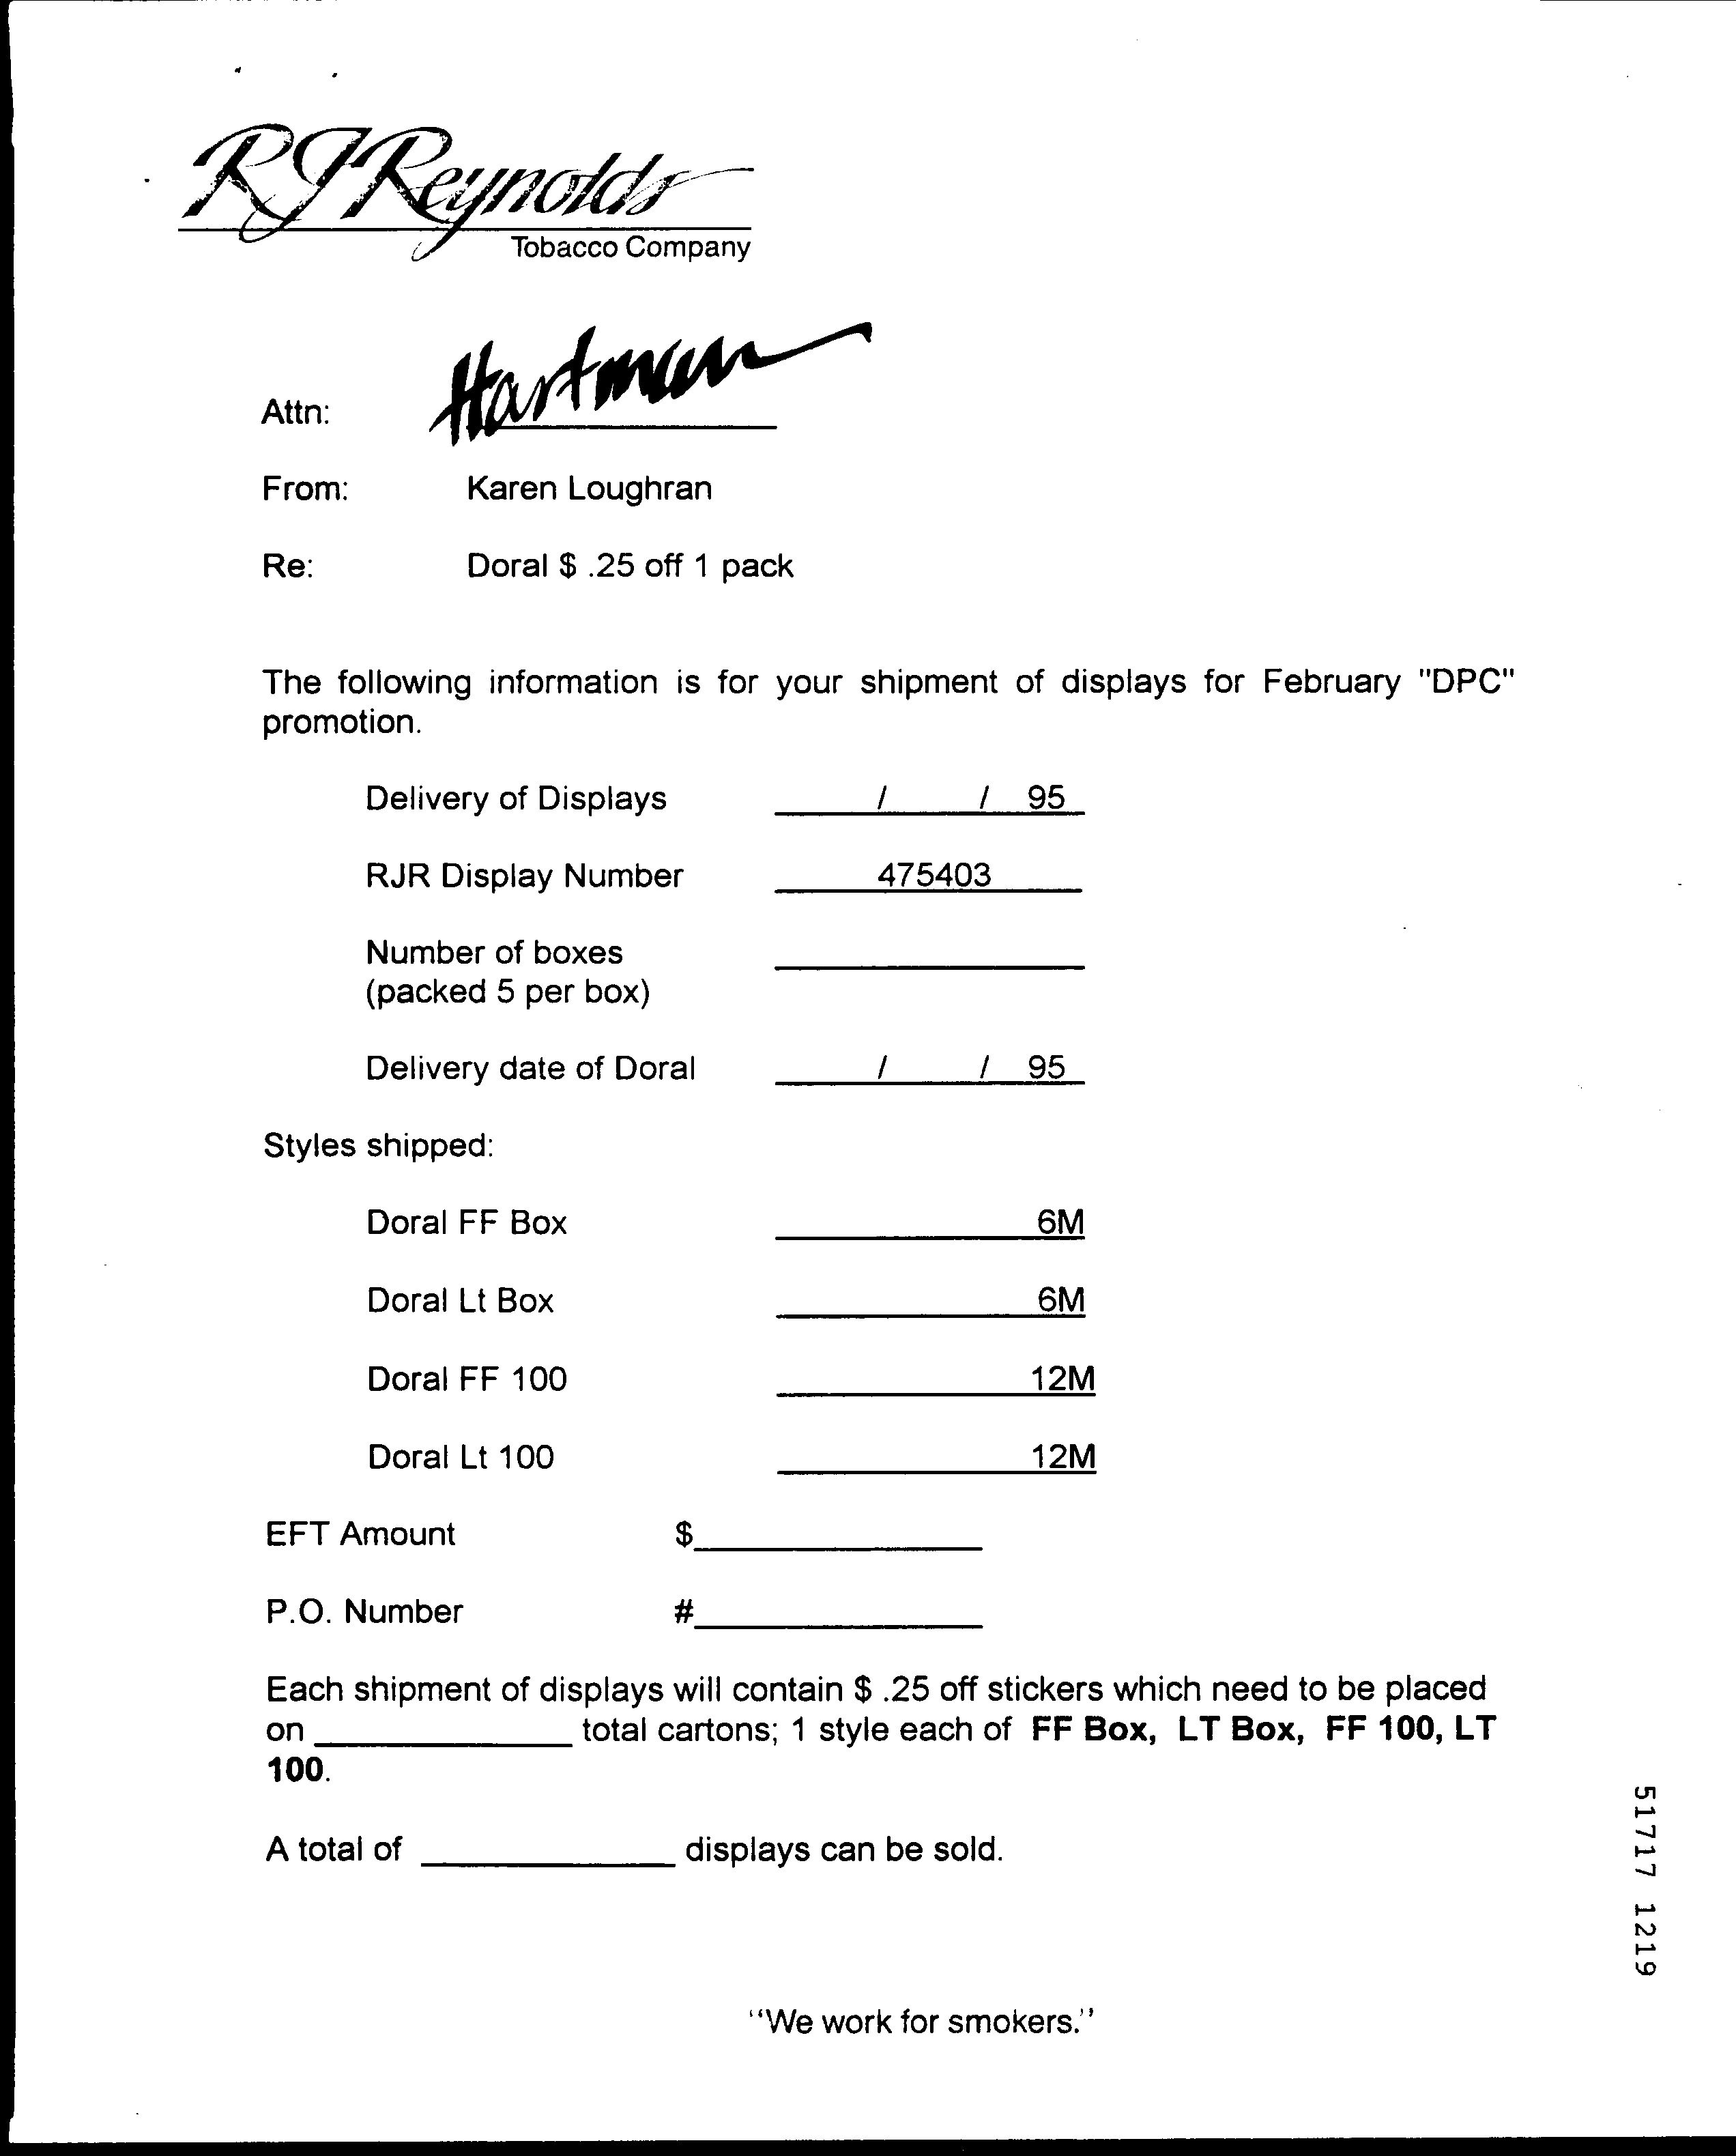 RJReynolds
Tobacco Company
Attn: Hartman
From: Karen Loughran
Re: Doral $ .25 off 1 pack
The following information is for your shipment of displays for February "DPC"
promotion.
Delivery of Displays / / 95
RJR Display Number 475403
Number of boxes
(packed 5 per box)
Delivery date of Doral / / 95
Styles shipped:
Doral FF Box 6M
Doral Lt Box 6M
Doral FF 100 12M
Doral Lt 100 12M
EFT Amount $
P.O. Number #
Each shipment of displays will contain $ .25 off stickers which need to be placed
on ____________ total cartons; 1 style each of FF Box, LT Box, FF 100, LT
100.
A total of ____________ displays can be sold.
51717 1219
"We work for smokers."